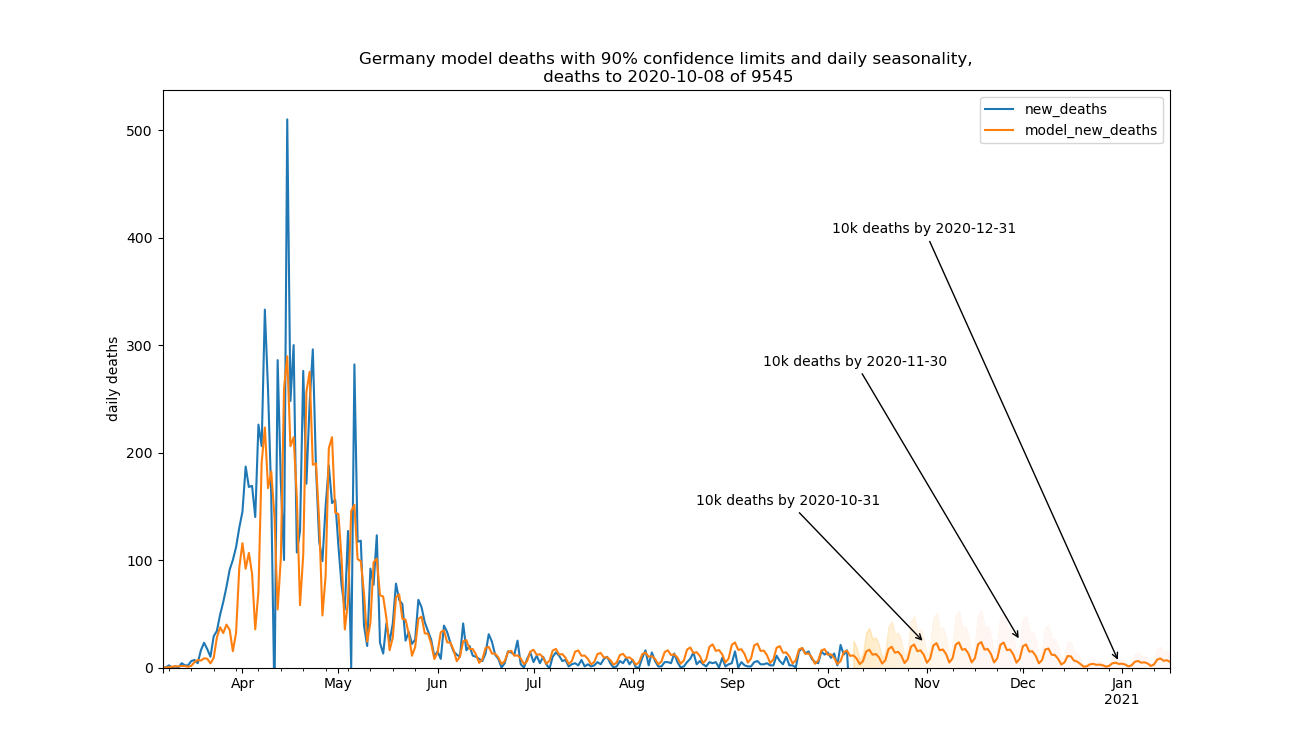 Germany model deaths with 90% confidence limits and daily seasonality,
deaths to 2020-10-08 of 9545
new_deaths
model_new_deaths
500
400
300
200
100
0
daily deaths
10k deaths by 2020-12-31
10k deaths by 2020-11-30
10k deaths by 2020-10-31
Apr May Jun Jul Aug Sep Oct Nov Dec Jan
2021